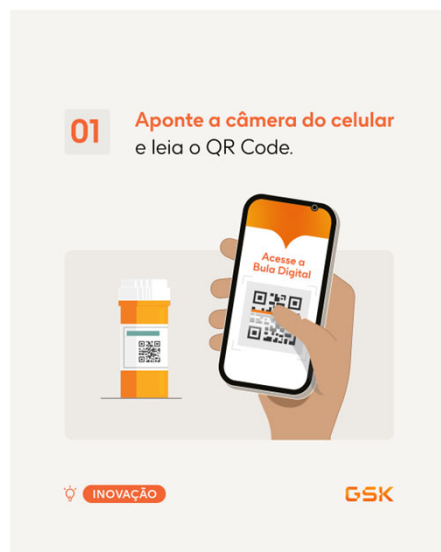 01
Aponte a câmera do celular
e leia o QR Code.
Acesse a
Bula Digital
INOVAÇÃO
GSK